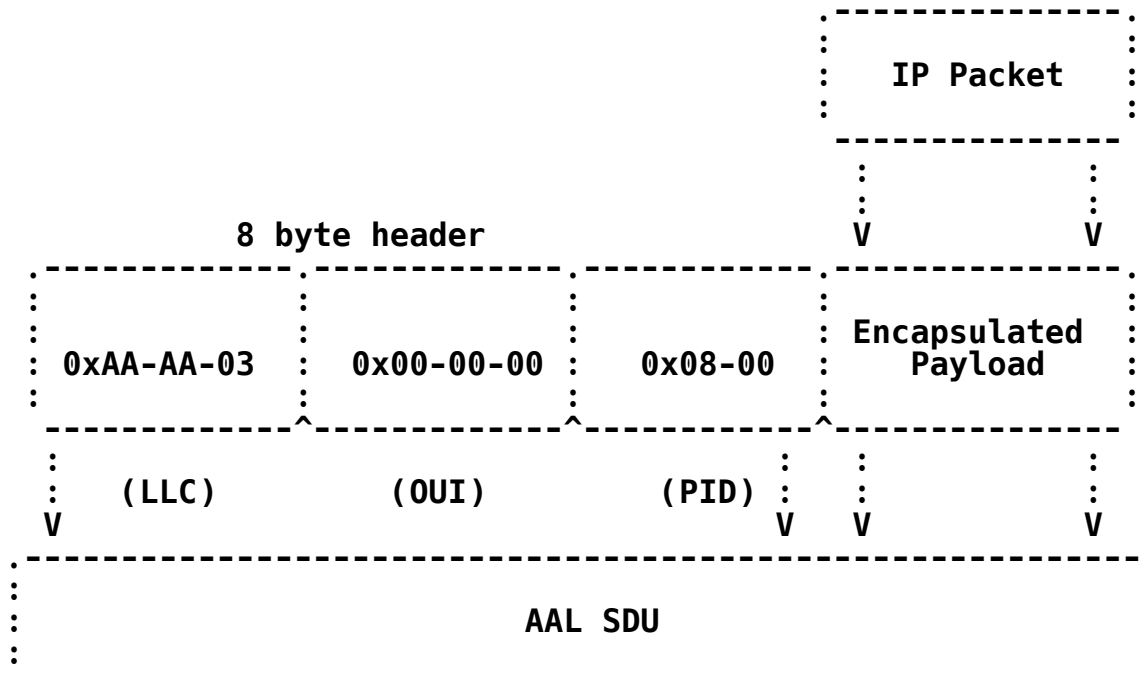 IP Packet
8 byte header
V V
Encapsulated
0xAA-AA-03 0x00-00-00 0x08-00 Payload
(LLC) (OUI) (PID)
V V V V
AAL SDU